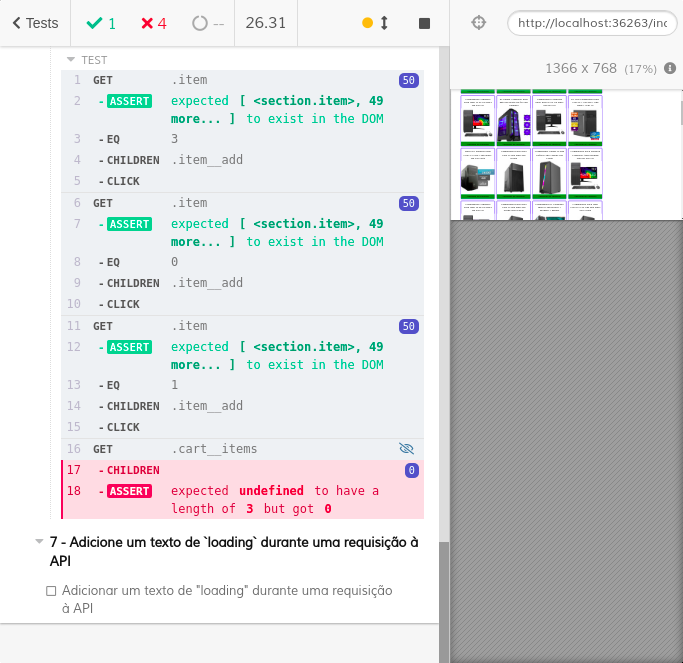 Tests 1 4 -- 26.31
http://localhost:36263/inc
1366 x 768 (17%)
TEST
1 GET .item 50
2 -ASSERT expected [ <section.item>, 49
more... ] to exist in the DOM
3 -EQ 3
4 -CHILDREN .item__add
5 -CLICK
6 GET .item 50
7 -ASSERT expected [ <section.item>, 49
more... ] to exist in the DOM
8 -EQ 0
9 -CHILDREN .item__add
10 -CLICK
11 GET .item 50
12 -ASSERT expected [ <section.item>, 49
more... ] to exist in the DOM
13 -EQ 1
14 -CHILDREN .item__add
15 -CLICK
16 GET .cart__items
17 -CHILDREN 0
18 -ASSERT expected undefined to have a
length of 3 but got 0
7 - Adicione um texto de `loading` durante uma requisição à
API
Adicionar um texto de "loading" durante uma requisição
à API